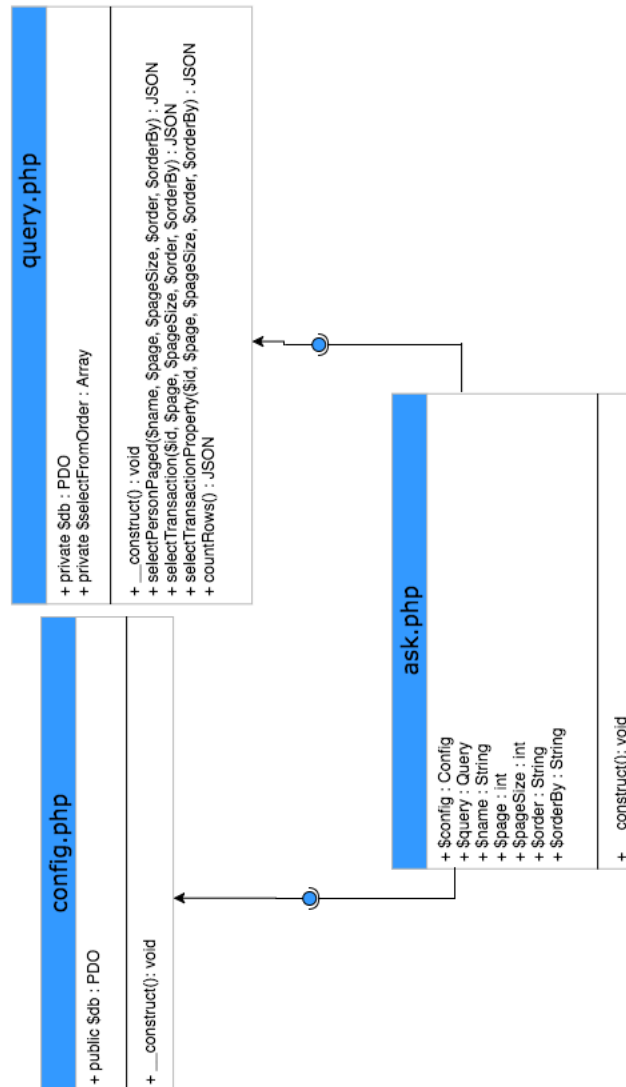 config.php
+ public $db : PDO
+ __construct(): void
query.php
+ private $db : PDO
+ private $selectFromOrder : Array
+ __construct() : void
+ selectPersonPaged($name, $page, $pageSize, $order, $orderBy) : JSON
+ selectTransaction($id, $page, $pageSize, $order, $orderBy) : JSON
+ selectTransactionProperty($id, $page, $pageSize, $order, $orderBy) : JSON
+ countRows() : JSON
ask.php
+ $config : Config
+ $query : Query
+ $name : String
+ $page : int
+ $pageSize : int
+ $order : String
+ $orderBy : String
+ __construct(): void